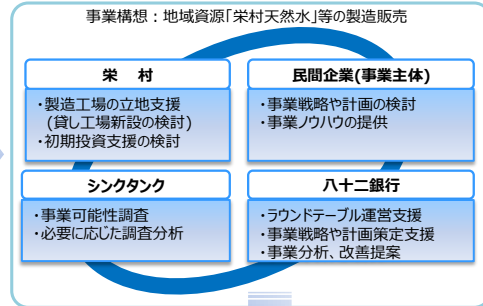 事業構想：地域資源「栄村天然水」等の製造販売
栄　村
・製造工場の立地支援
(貸し工場新設の検討)
・初期投資支援の検討
民間企業(事業主体)
・事業戦略や計画の検討
・事業ノウハウの提供
シンクタンク
・事業可能性調査
・必要に応じた調査分析
八十二銀行
・ラウンドテーブル運営支援
・事業戦略や計画策定支援
・事業分析、改善提案